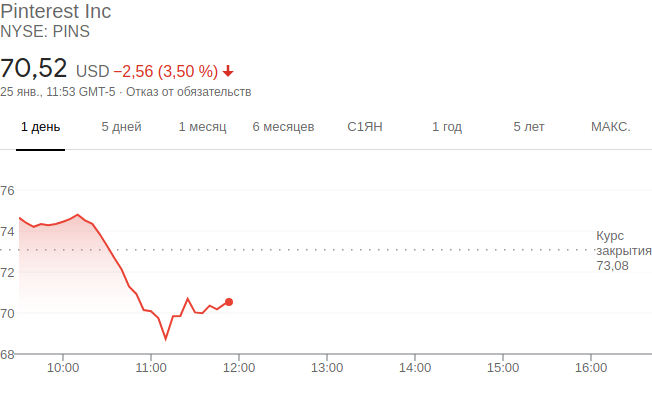 Pinterest Inc
NYSE: PINS
70,52 USD −2,56 (3,50 %)
25 янв., 11:53 GMT-5 · Отказ от обязательств
1 день 5 дней 1 месяц 6 месяцев С1ЯН 1 год 5 лет МАКС.
76
74
Курс
закрытия
73,08
72
70
68
10:00 11:00 12:00 13:00 14:00 15:00 16:00